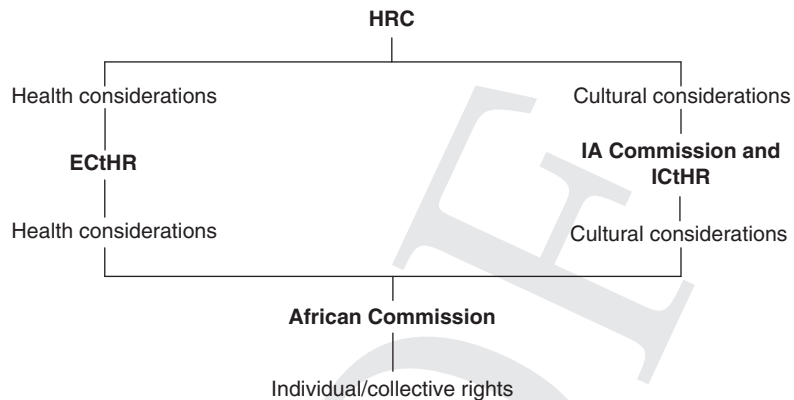 HRC
Health considerations
Cultural considerations
ECtHR
IA Commission and
ICtHR
Health considerations
Cultural considerations
African Commission
Individual/collective rights